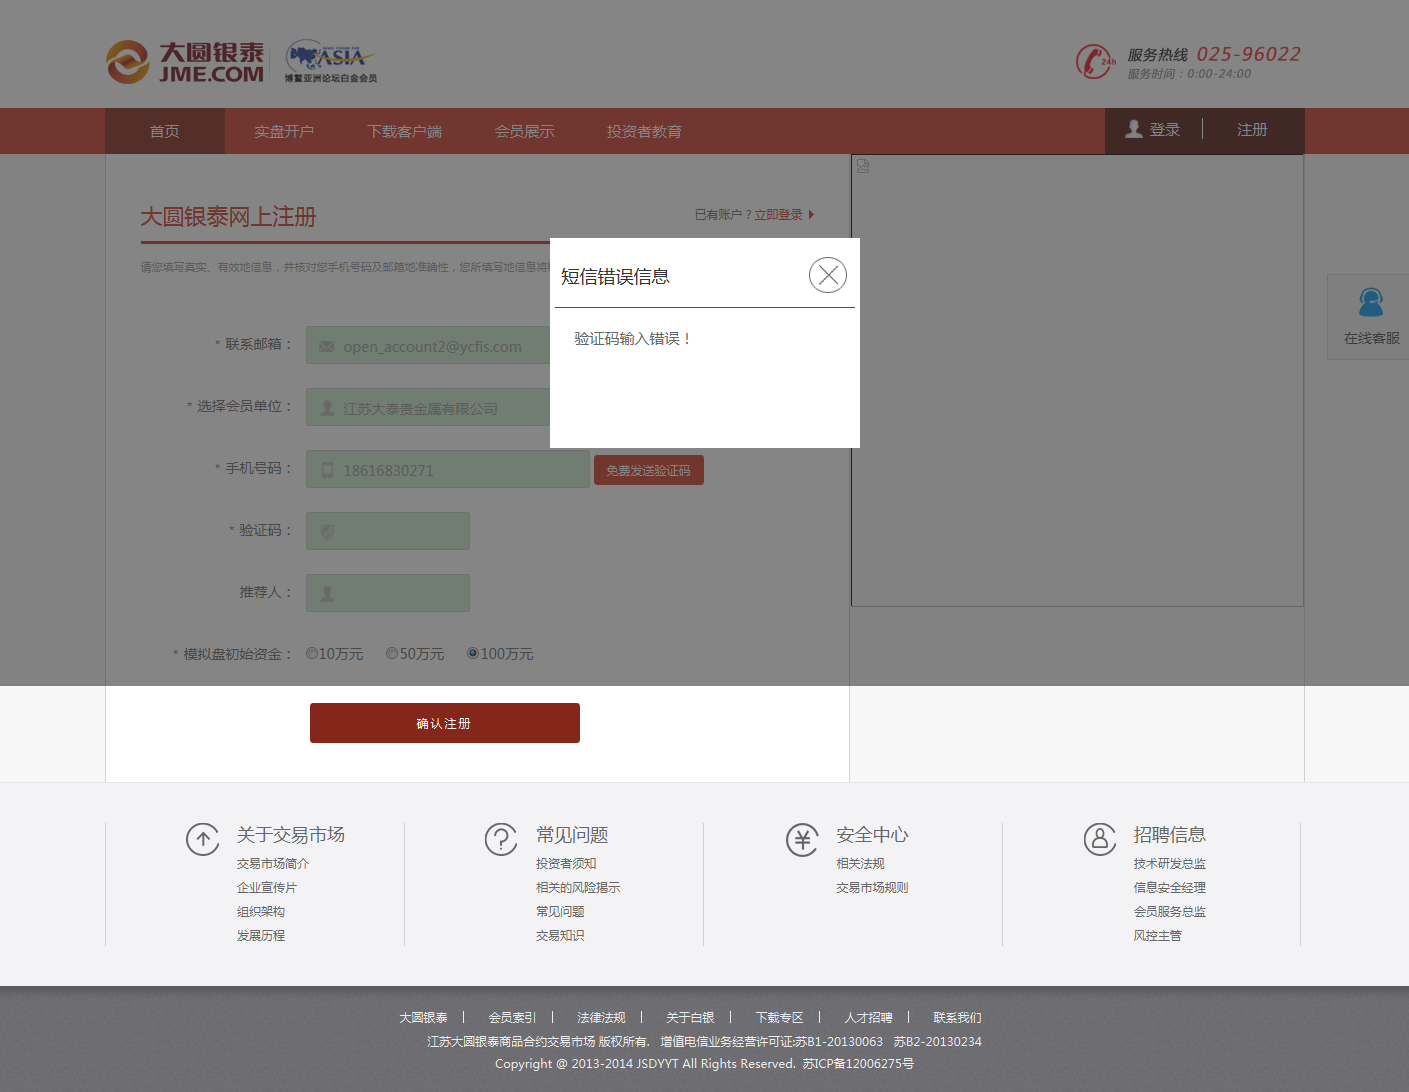 大圆银泰
JME.COM
ASIA
博鳌亚洲论坛白金会员
24h
服务热线 025-96022
服务时间：0:00-24:00
首页 实盘开户 下载客户端 会员展示 投资者教育 登录 注册
大圆银泰网上注册
已有账户？立即登录
请您填写真实、有效地信息，并核对您手机号码及邮箱地准确性，您所填写地信息将
短信错误信息
验证码输入错误！
在线客服
* 联系邮箱： open_account2@ycfis.com
* 选择会员单位： 江苏大泰贵金属有限公司
* 手机号码： 18616830271 免费发送验证码
* 验证码：
推荐人：
* 模拟盘初始资金： 10万元 50万元 100万元
确认注册
关于交易市场
交易市场简介
企业宣传片
组织架构
发展历程
常见问题
投资者须知
相关的风险揭示
常见问题
交易知识
安全中心
相关法规
交易市场规则
招聘信息
技术研发总监
信息安全经理
会员服务总监
风控主管
大圆银泰 | 会员索引 | 法律法规 | 关于白银 | 下载专区 | 人才招聘 | 联系我们
江苏大圆银泰商品合约交易市场 版权所有. 增值电信业务经营许可证:苏B1-20130063 苏B2-20130234
Copyright @ 2013-2014 JSDYYT All Rights Reserved. 苏ICP备12006275号